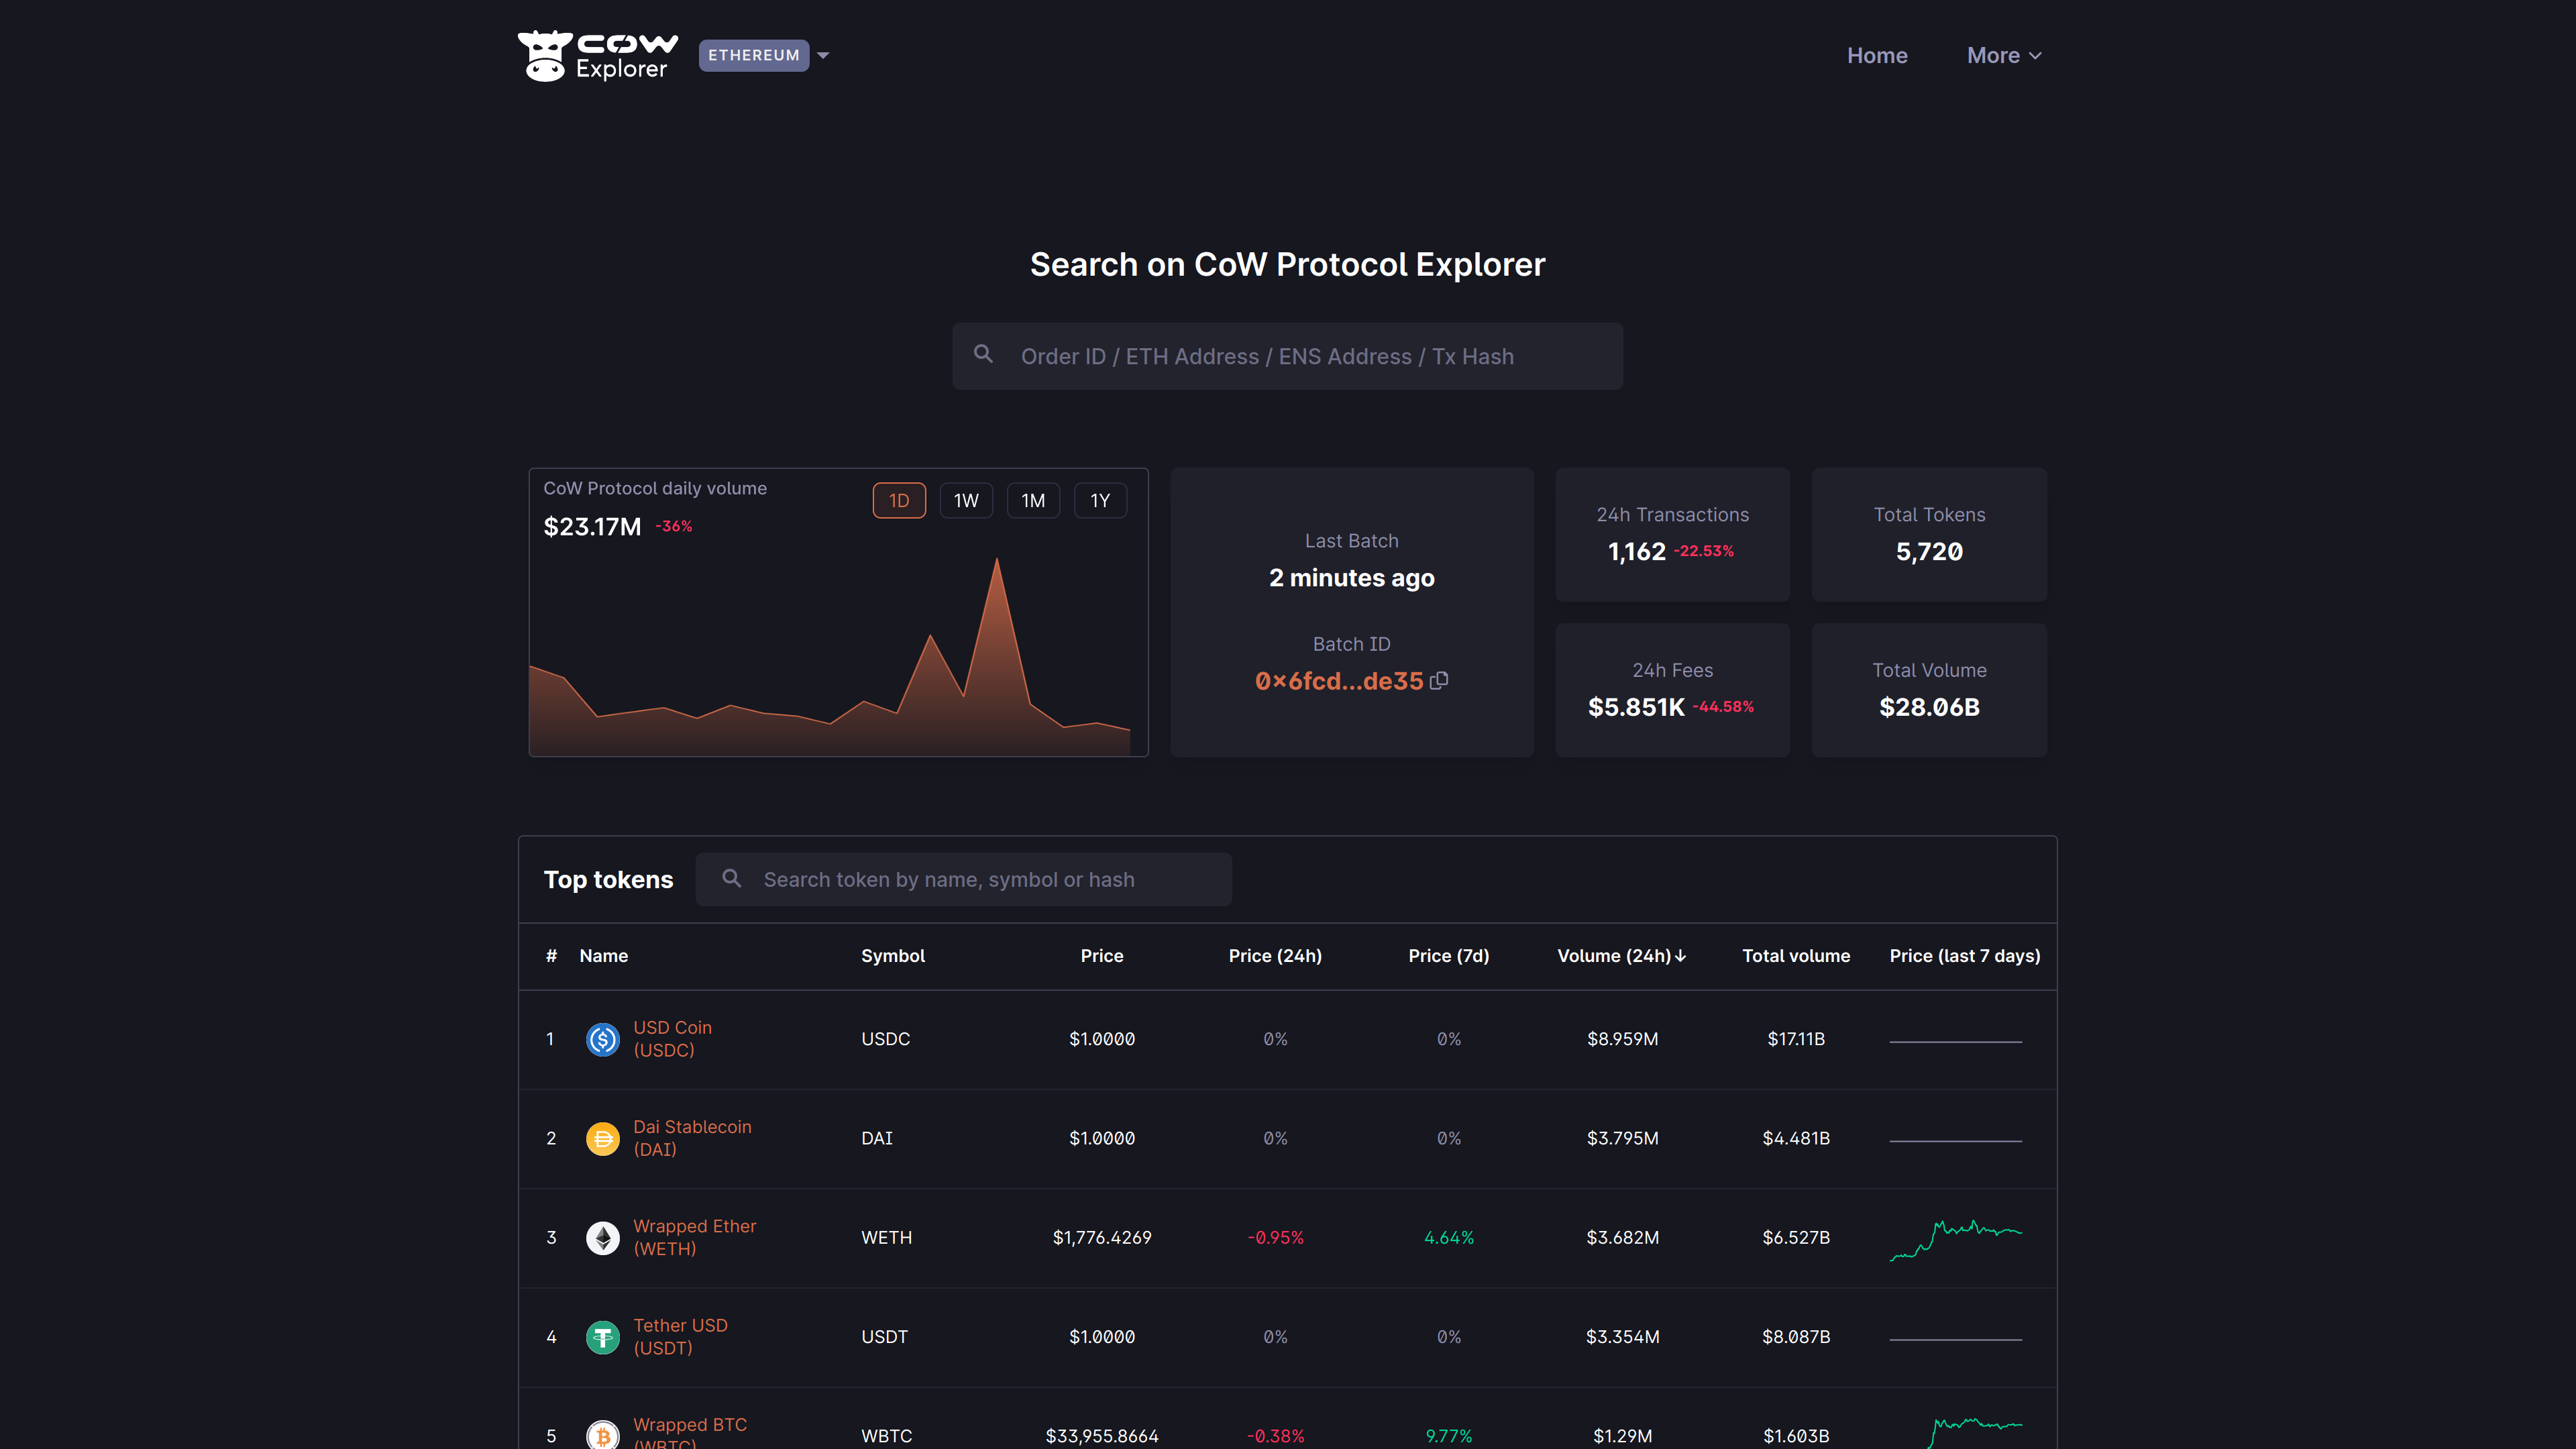 COW
Explorer
ETHEREUM
Home
More
Search on CoW Protocol Explorer
Order ID / ETH Address / ENS Address / Tx Hash
CoW Protocol daily volume
$23.17M -36%
1D 1W 1M 1Y
Last Batch
2 minutes ago
Batch ID
0x6fcd...de35
24h Transactions
1,162 -22.53%
Total Tokens
5,720
24h Fees
$5.851K -44.58%
Total Volume
$28.06B
Top tokens
Search token by name, symbol or hash
# Name Symbol Price Price (24h) Price (7d) Volume (24h) Total volume Price (last 7 days)
1 USD Coin (USDC) USDC $1.0000 0% 0% $8.959M $17.11B
2 Dai Stablecoin (DAI) DAI $1.0000 0% 0% $3.795M $4.481B
3 Wrapped Ether (WETH) WETH $1,776.4269 -0.95% 4.64% $3.682M $6.527B
4 Tether USD (USDT) USDT $1.0000 0% 0% $3.354M $8.087B
5 Wrapped BTC (WBTC) WBTC $33,955.8664 -0.38% 9.77% $1.29M $1.603B